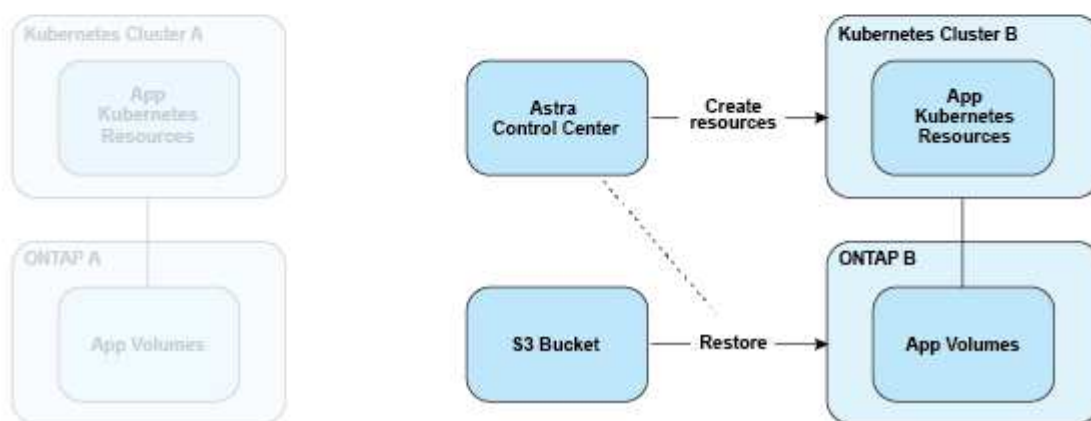 Kubernetes Cluster A
App
Kubernetes
Resources
ONTAP A
App Volumes
Astra
Control Center
Create
resources
S3 Bucket
Restore
Kubernetes Cluster B
App
Kubernetes
Resources
ONTAP B
App Volumes